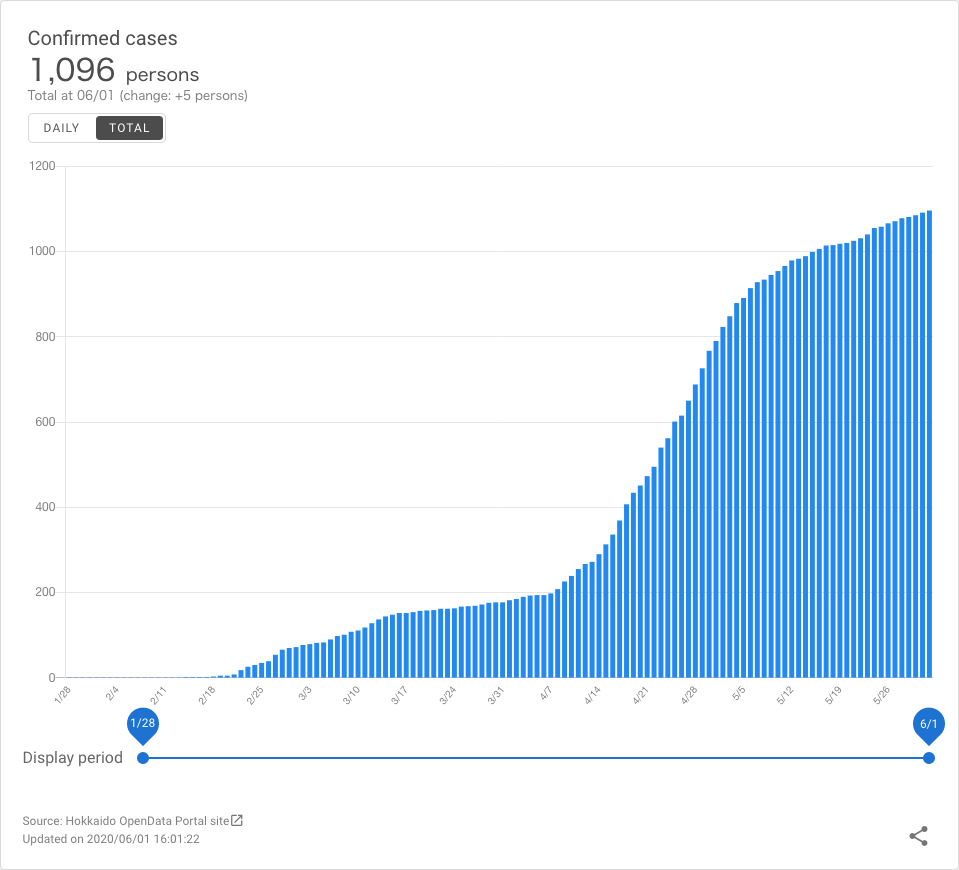 Confirmed cases
1,096 persons
Total at 06/01 (change: +5 persons)
DAILY TOTAL
1200
1000
800
600
400
200
0
1/28 2/4 2/11 2/18 2/25 3/3 3/10 3/17 3/24 3/31 4/7 4/14 4/21 4/28 5/5 5/12 5/19 5/26
1/28 6/1
Display period
Source: Hokkaido OpenData Portal site
Updated on 2020/06/01 16:01:22